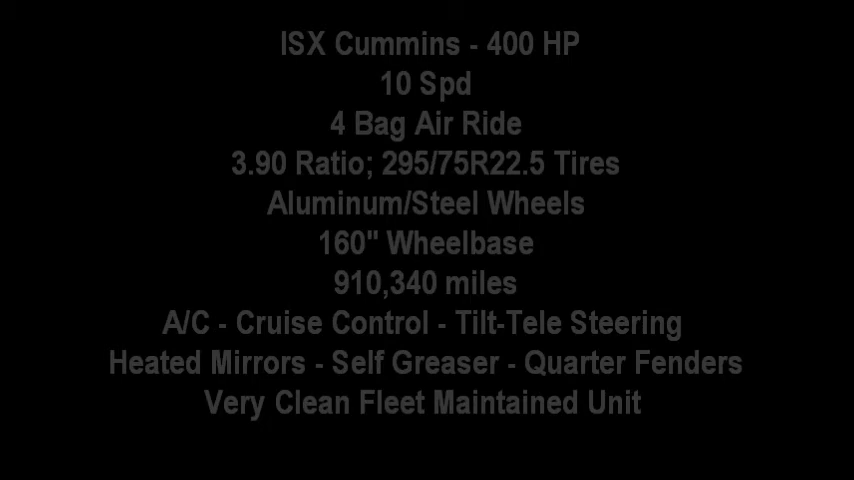 ISX Cummins - 400 HP
10 Spd
4 Bag Air Ride
3.90 Ratio; 295/75R22.5 Tires
Aluminum/Steel Wheels
160" Wheelbase
910,340 miles
A/C - Cruise Control - Tilt-Tele Steering
Heated Mirrors - Self Greaser - Quarter Fenders
Very Clean Fleet Maintained Unit